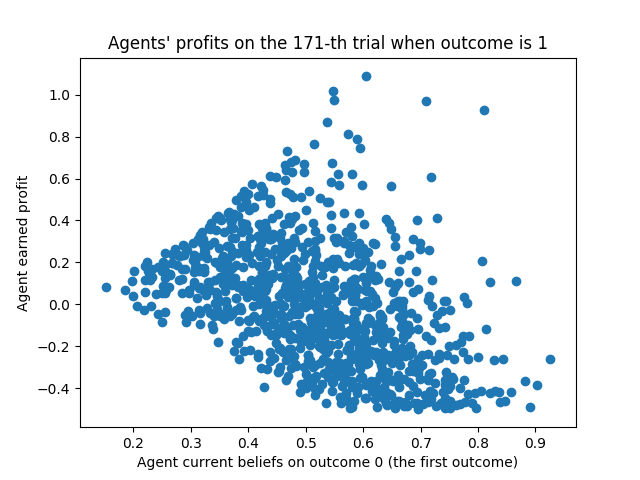 Agents' profits on the 171-th trial when outcome is 1
Agent earned profit
1.0
0.8
0.6
0.4
0.2
0.0
−0.2
−0.4
0.2 0.3 0.4 0.5 0.6 0.7 0.8 0.9
Agent current beliefs on outcome 0 (the first outcome)